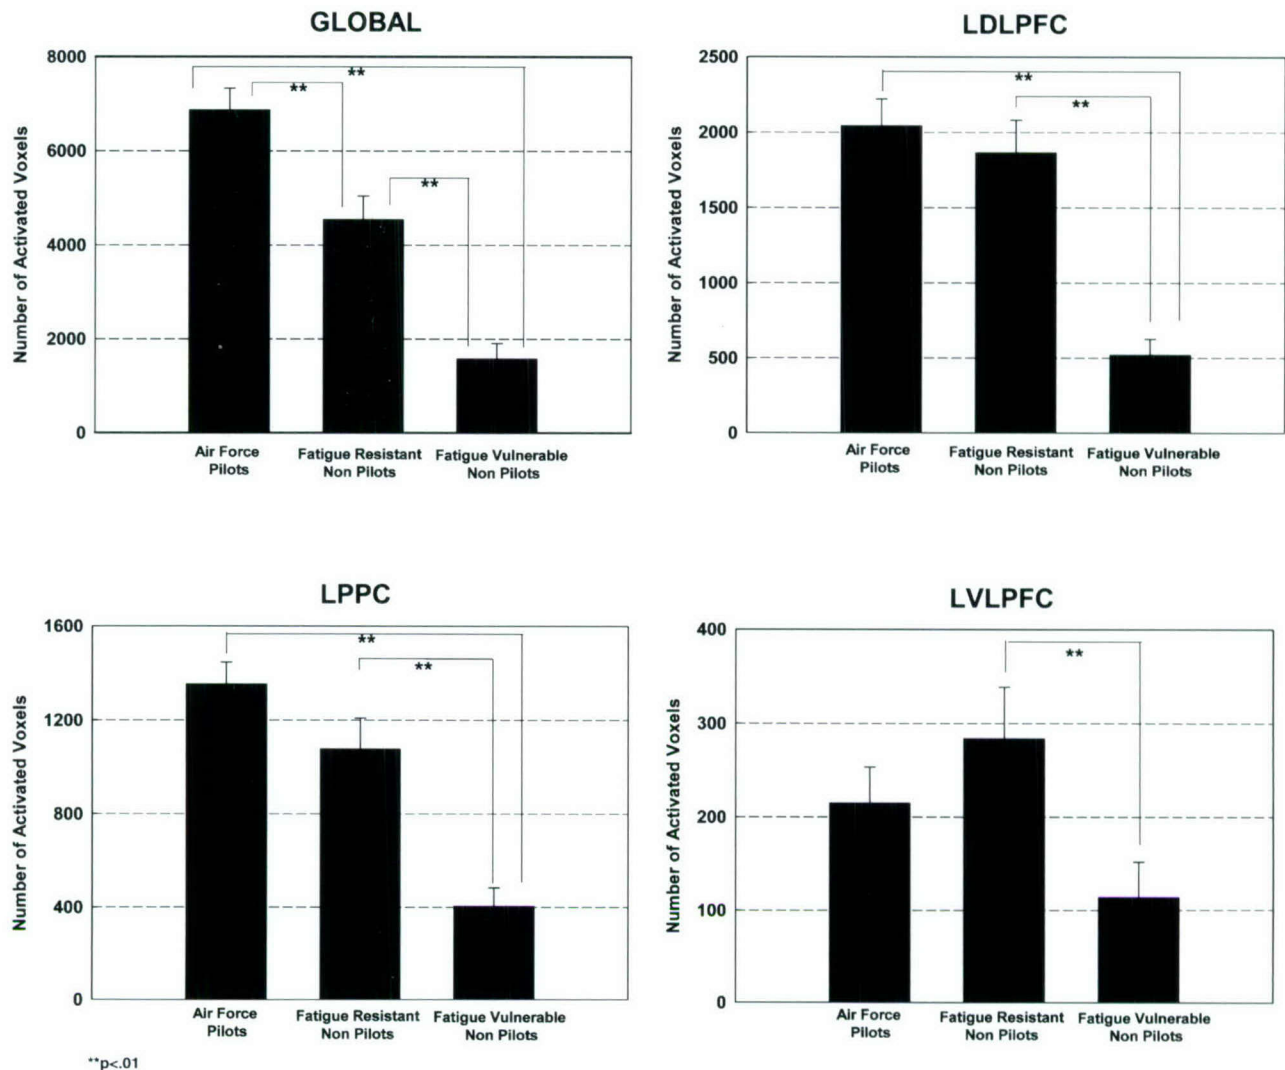 GLOBAL
Number of Activated Voxels
8000
6000
4000
2000
0
**
**
**
Air Force
Pilots
Fatigue Resistant
Non Pilots
Fatigue Vulnerable
Non Pilots
LDLPFC
Number of Activated Voxels
2500
2000
1500
1000
500
0
**
**
Air Force
Pilots
Fatigue Resistant
Non Pilots
Fatigue Vulnerable
Non Pilots
LPPC
Number of Activated Voxels
1600
1200
800
400
0
**
**
Air Force
Pilots
Fatigue Resistant
Non Pilots
Fatigue Vulnerable
Non Pilots
LVLPFC
Number of Activated Voxels
400
300
200
100
0
**
Air Force
Pilots
Fatigue Resistant
Non Pilots
Fatigue Vulnerable
Non Pilots
**p<.01